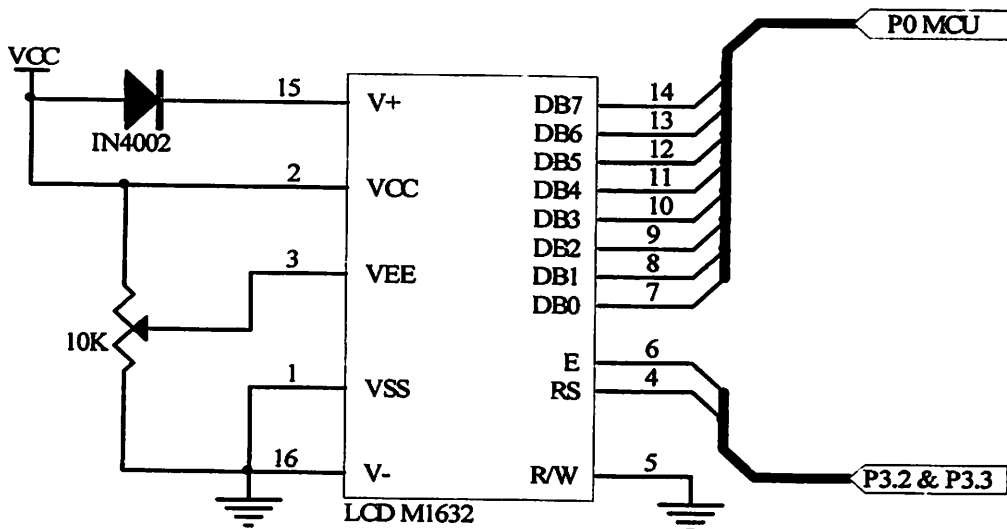 P0 MCU
VCC
IN4002
15 V+
2 VCC
3 VEE
10K
1 VSS
16 V-
DB7 14
DB6 13
DB5 12
DB4 11
DB3 10
DB2 9
DB1 8
DB0 7
E 6
RS 4
R/W 5
P3.2 & P3.3
LCD M1632